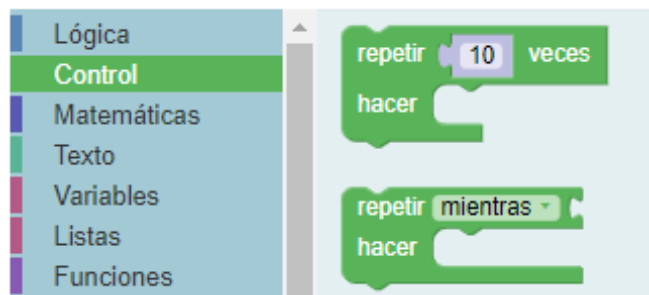 Lógica
Control
Matemáticas
Texto
Variables
Listas
Funciones
repetir 10 veces
hacer
repetir mientras
hacer